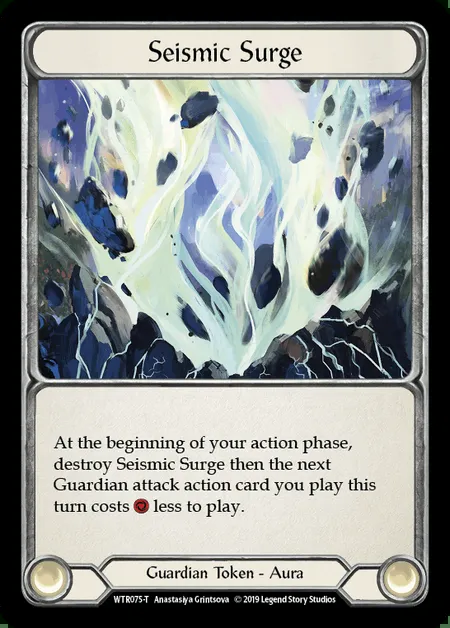 Seismic Surge
At the beginning of your action phase,
destroy Seismic Surge then the next
Guardian attack action card you play this
turn costs less to play.
Guardian Token - Aura
WTR075-T Anastasiya Grintsova © 2019 Legend Story Studios